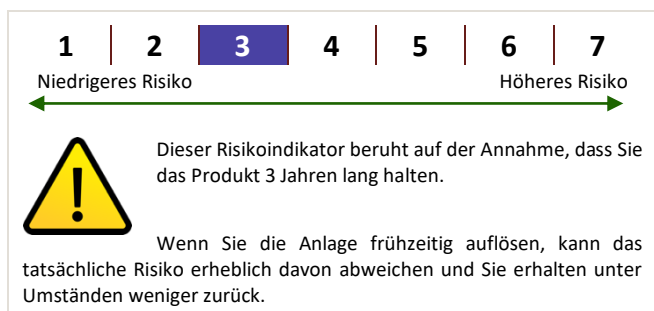 1 2 3 4 5 6 7
Niedrigeres Risiko Höheres Risiko
Dieser Risikoindikator beruht auf der Annahme, dass Sie
das Produkt 3 Jahren lang halten.
Wenn Sie die Anlage frühzeitig auflösen, kann das
tatsächliche Risiko erheblich davon abweichen und Sie erhalten unter
Umständen weniger zurück.